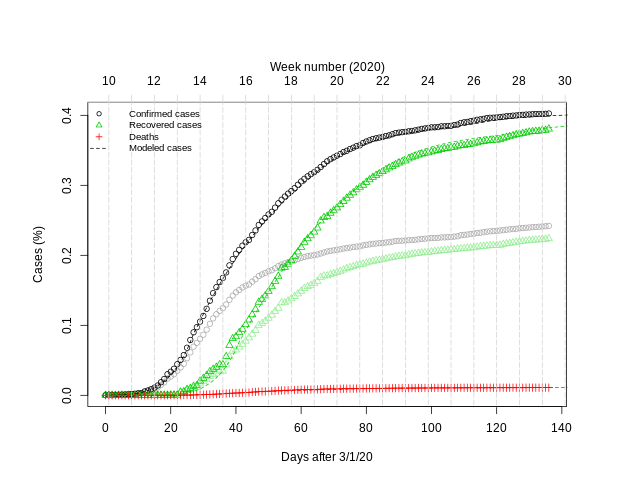 Week number (2020)
10 12 14 16 18 20 22 24 26 28 30
Confirmed cases
Recovered cases
Deaths
Modeled cases
0.4
0.3
0.2
0.1
0.0
Cases (%)
0 20 40 60 80 100 120 140
Days after 3/1/20